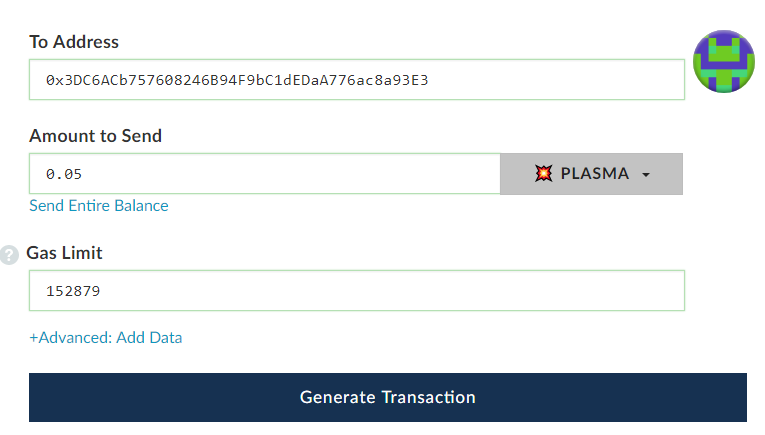 To Address
0x3DC6ACb757608246B94F9bC1dEDaA776ac8a93E3
Amount to Send
0.05
💥 PLASMA
Send Entire Balance
? Gas Limit
152879
+Advanced: Add Data
Generate Transaction